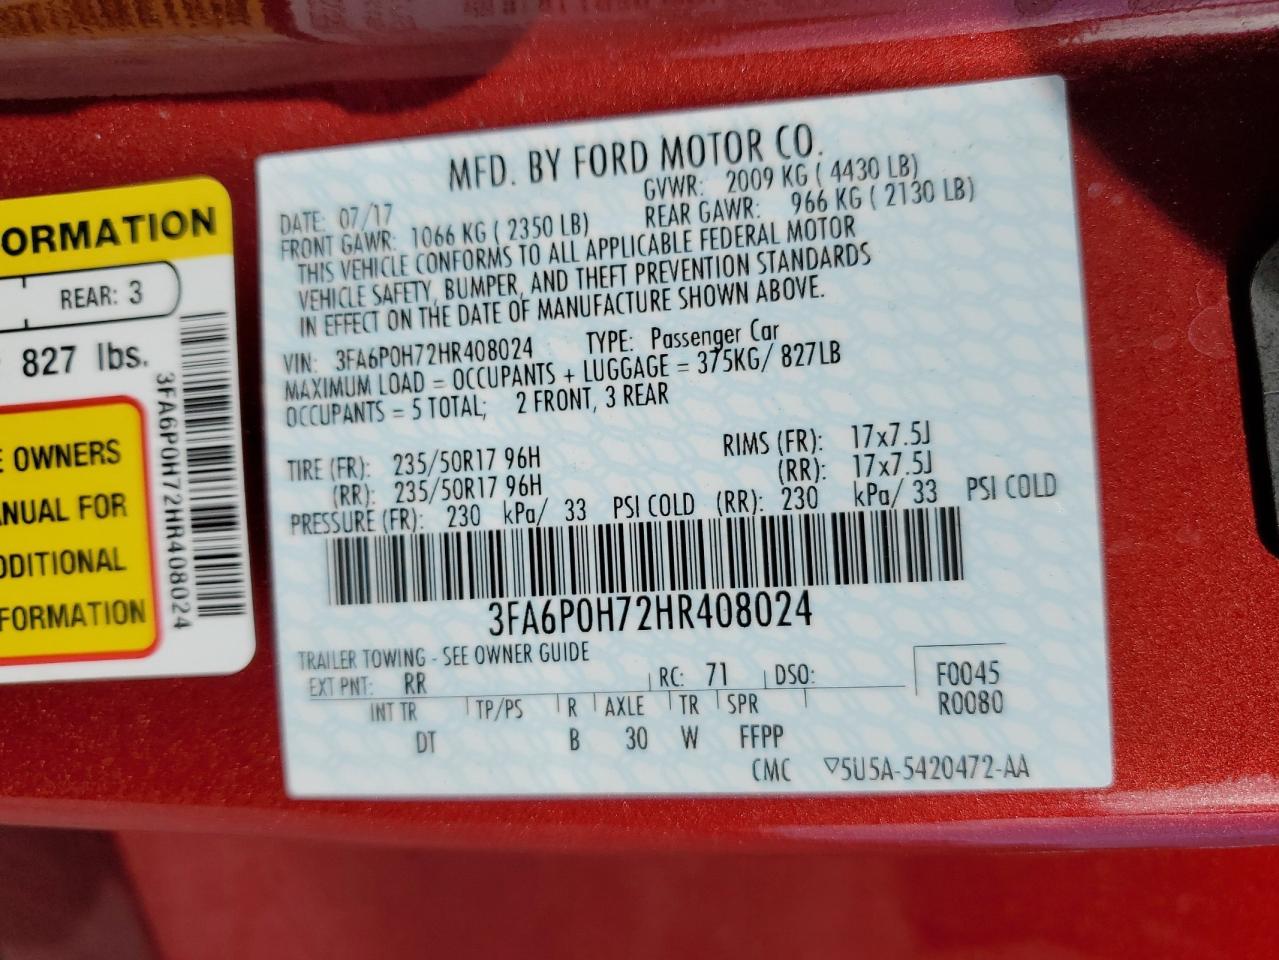 ORMATION
REAR: 3
827 lbs.
OWNERS
ANUAL FOR
DDITIONAL
FORMATION
3FA6P0H72HR408024
MFD. BY FORD MOTOR CO.
DATE: 07/17
GVWR: 2009 KG ( 4430 LB)
FRONT GAWR: 1066 KG ( 2350 LB)
REAR GAWR: 966 KG ( 2130 LB)
THIS VEHICLE CONFORMS TO ALL APPLICABLE FEDERAL MOTOR
VEHICLE SAFETY, BUMPER, AND THEFT PREVENTION STANDARDS
IN EFFECT ON THE DATE OF MANUFACTURE SHOWN ABOVE.
VIN: 3FA6P0H72HR408024 TYPE: Passenger Car
MAXIMUM LOAD = OCCUPANTS + LUGGAGE = 375KG/ 827LB
OCCUPANTS = 5 TOTAL; 2 FRONT, 3 REAR
TIRE (FR): 235/50R17 96H RIMS (FR): 17x7.5J
(RR): 235/50R17 96H (RR): 17x7.5J
PRESSURE (FR): 230 kPa/ 33 PSI COLD (RR): 230 kPa/ 33 PSI COLD
3FA6P0H72HR408024
TRAILER TOWING - SEE OWNER GUIDE
EXT PNT: RR RC: 71 DSO: F0045
INT TR TP/PS R AXLE TR SPR R0080
DT B 30 W FFPP
CMC ▽5U5A-5420472-AA